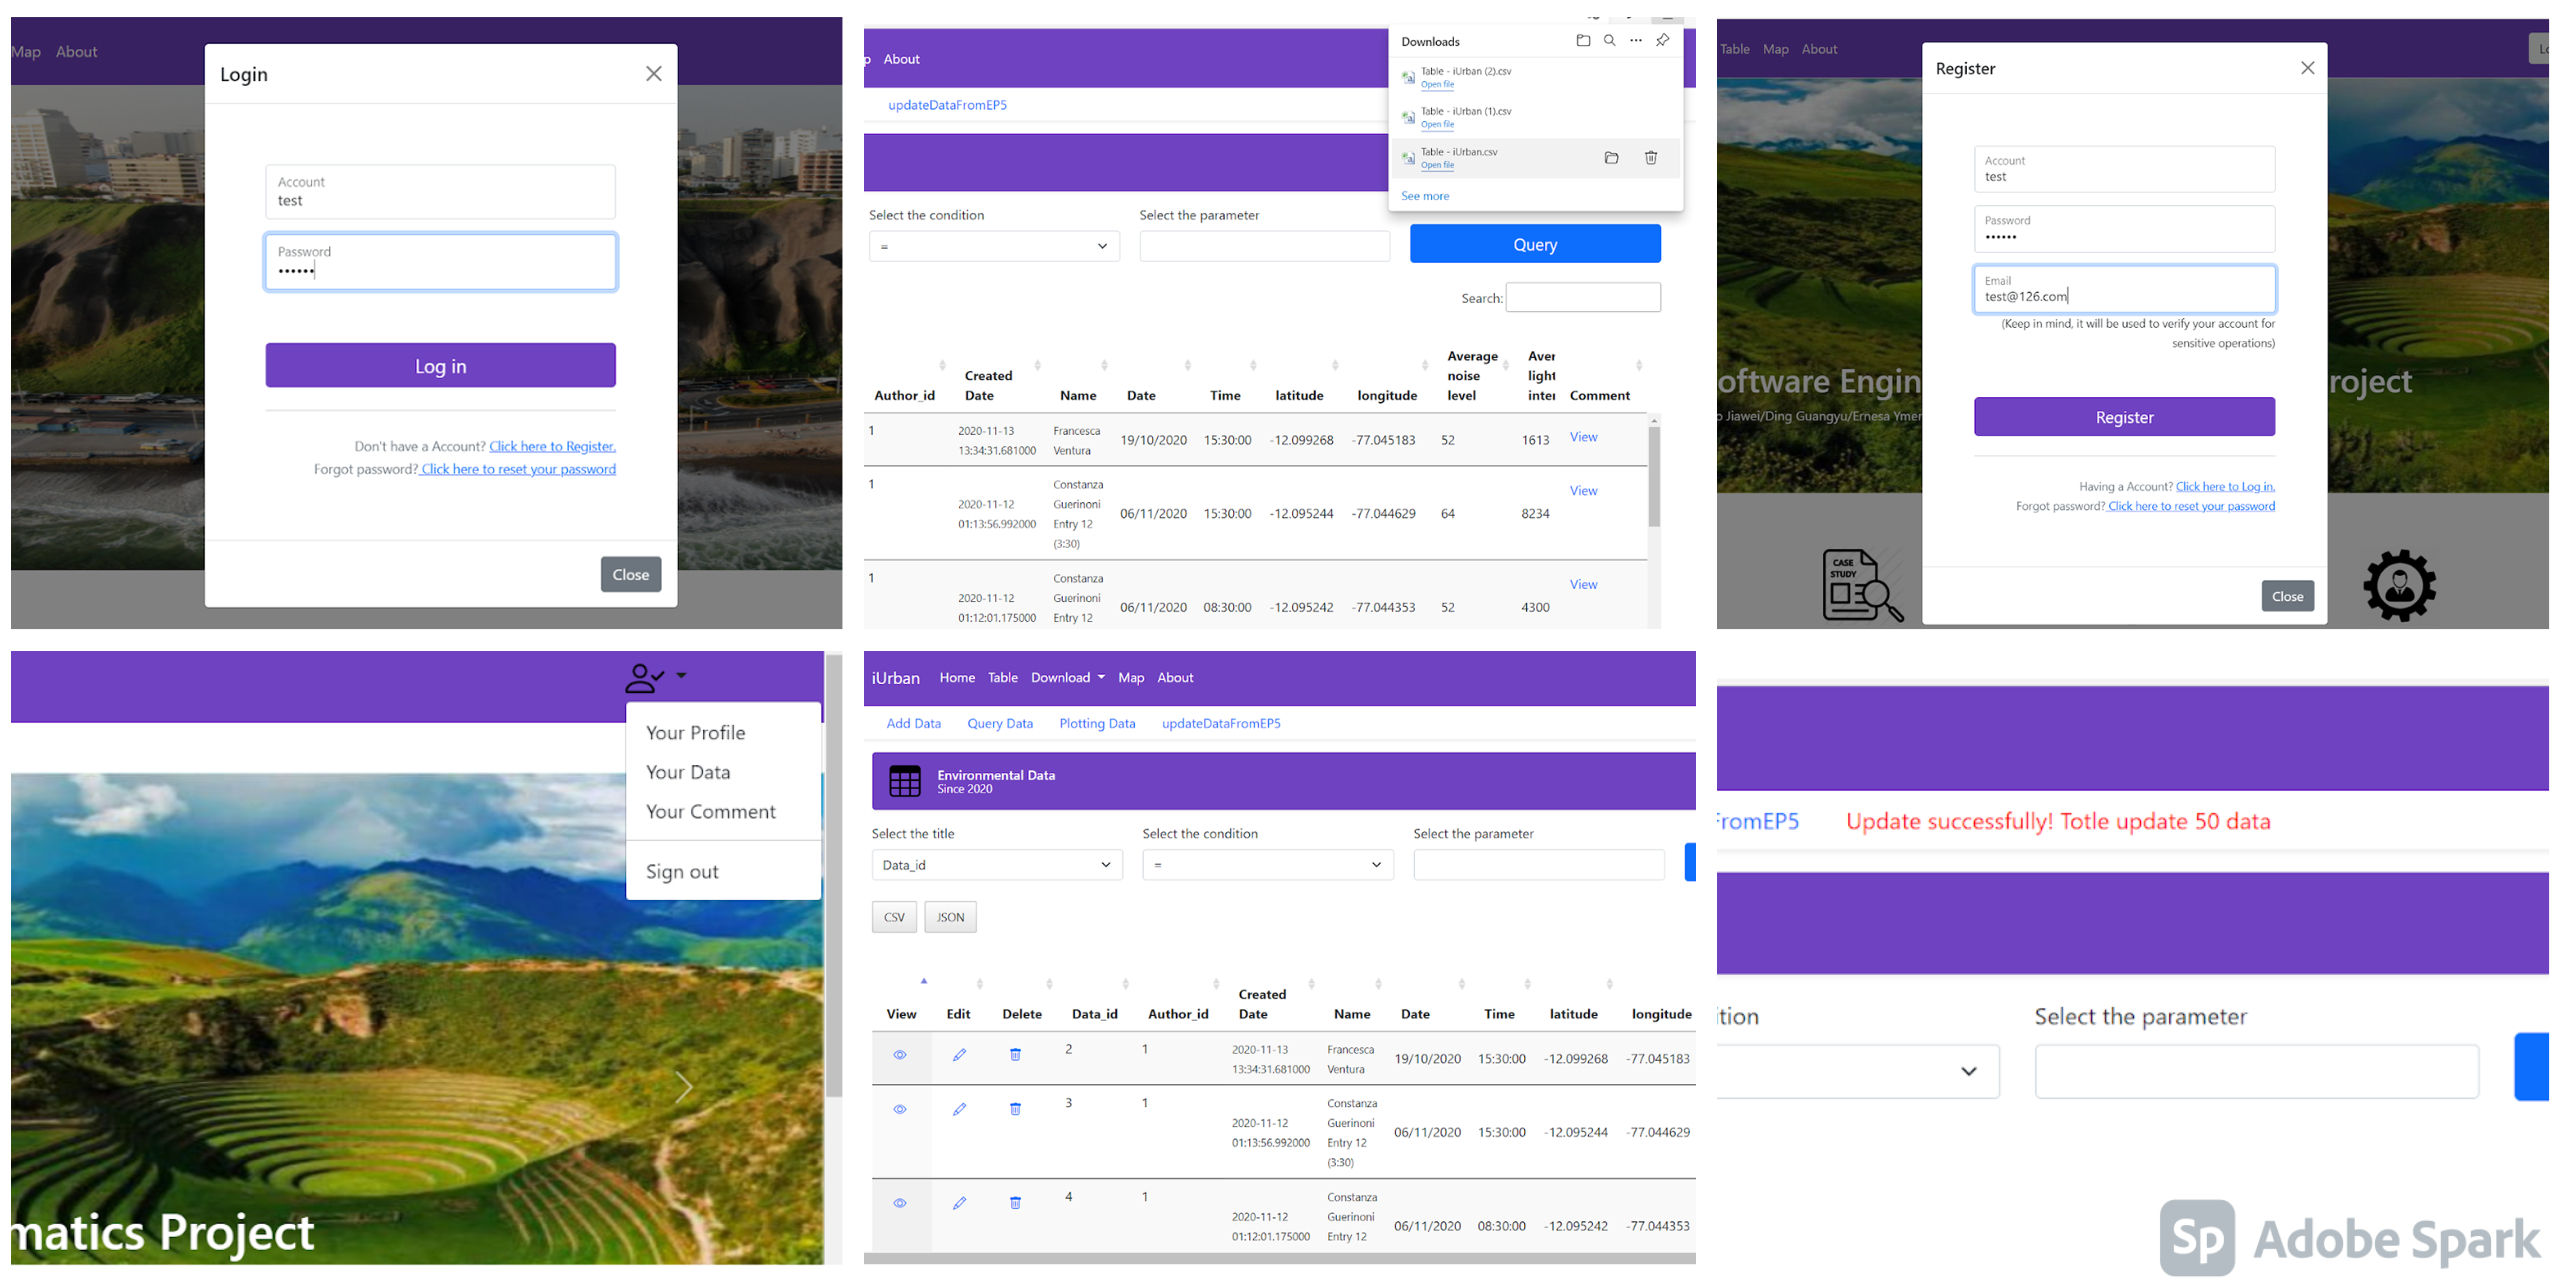 Map About
Login
Account
test
Password
••••••
Log in
Don't have a Account? Click here to Register.
Forgot password? Click here to reset your password
Close
p About
Downloads
Table - iUrban (2).csv
Open file
Table - iUrban (1).csv
Open file
Table - iUrban.csv
Open file
See more
updateDataFromEP5
Select the condition
Select the parameter
=
Query
Search:
Author_id Created Date Name Date Time latitude longitude Average noise level Aver light inter Comment
1 2020-11-13 13:34:31.681000 Francesca Ventura 19/10/2020 15:30:00 -12.099268 -77.045183 52 1613 View
1 2020-11-12 01:13:56.992000 Constanza Guerinoni Entry 12 (3:30) 06/11/2020 15:30:00 -12.095244 -77.044629 64 8234 View
1 2020-11-12 01:12:01.175000 Constanza Guerinoni Entry 12 06/11/2020 08:30:00 -12.095242 -77.044353 52 4300 View
Table Map About
Lo
Register
Account
test
Password
••••••
Email
test@126.com
(Keep in mind, it will be used to verify your account for
sensitive operations)
oftware Engin
roject
o Jiawei/Ding Guangyu/Ernesa Ymer
Register
Having a Account? Click here to Log in.
Forgot password? Click here to reset your password
CASE
STUDY
Close
Your Profile
Your Data
Your Comment
Sign out
matics Project
iUrban Home Table Download Map About
Add Data Query Data Plotting Data updateDataFromEP5
Environmental Data
Since 2020
Select the title
Select the condition
Select the parameter
Data_id
=
CSV JSON
View Edit Delete Data_id Author_id Created Date Name Date Time latitude longitude
2 1 2020-11-13 13:34:31.681000 Francesca Ventura 19/10/2020 15:30:00 -12.099268 -77.045183
3 1 2020-11-12 01:13:56.992000 Constanza Guerinoni Entry 12 (3:30) 06/11/2020 15:30:00 -12.095244 -77.044629
4 1 2020-11-12 01:12:01.175000 Constanza Guerinoni Entry 12 06/11/2020 08:30:00 -12.095242 -77.044353
FromEP5 Update successfully! Totle update 50 data
ition
Select the parameter
Sp Adobe Spark